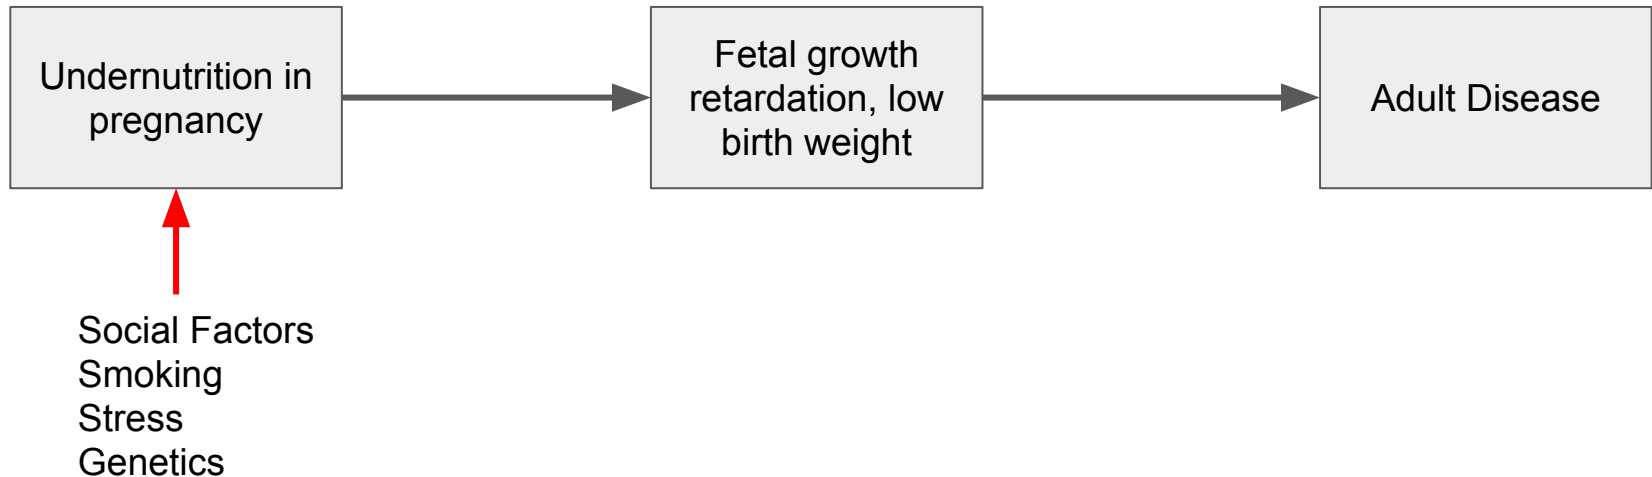 Undernutrition in
pregnancy
Fetal growth
retardation, low
birth weight
Adult Disease
Social Factors
Smoking
Stress
Genetics